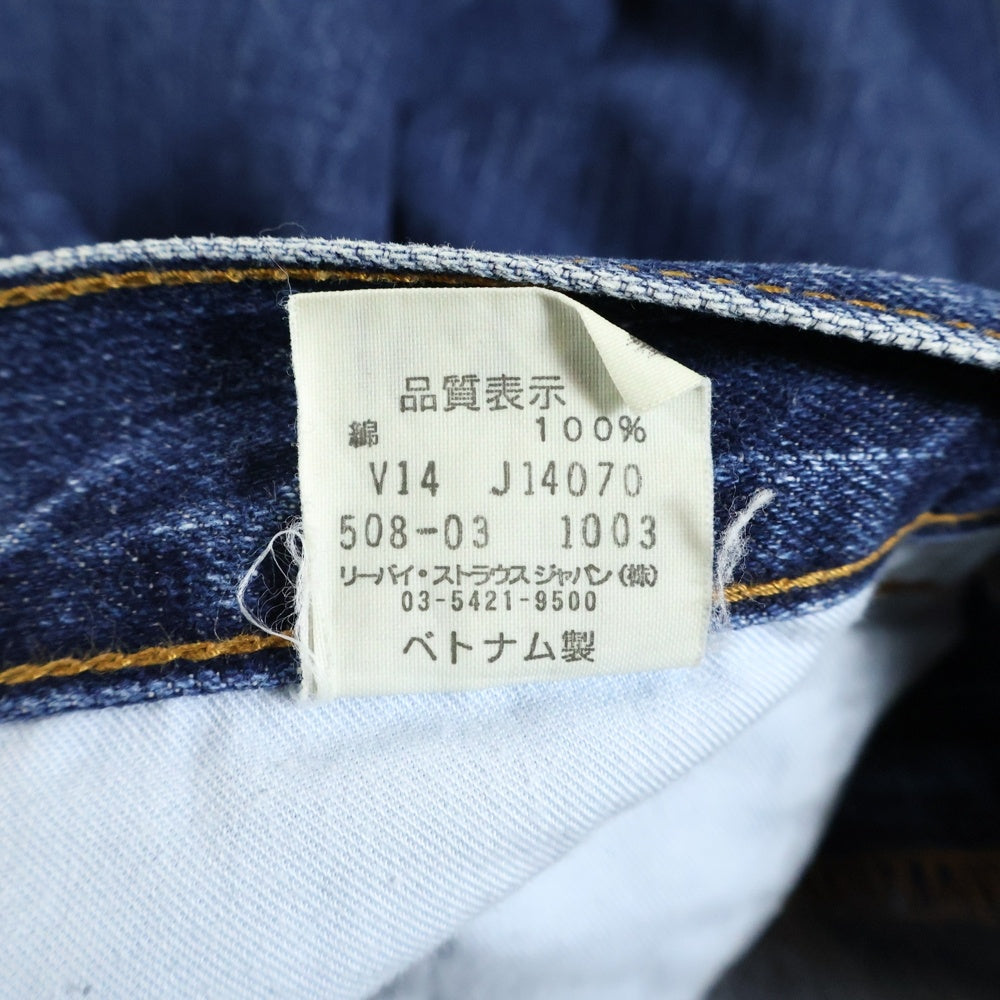 品質表示
綿 100%
V14 J14070
508-03 1003
リーバイ・ストラウスジャパン(株)
03-5421-9500
ベトナム製